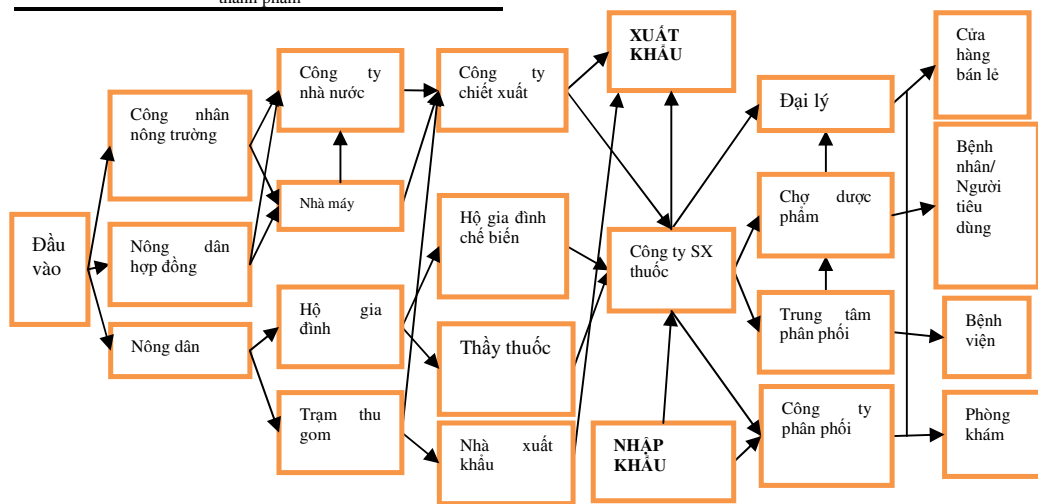 thành phẩm
Đầu
vào
Công nhân
nông trường
Nông dân
hợp đồng
Nông dân
Công ty
nhà nước
Nhà máy
Hộ gia
đình
Trạm thu
gom
Công ty
chiết xuất
Hộ gia đình
chế biến
Thầy thuốc
Nhà xuất
khẩu
XUẤT
KHẨU
Công ty SX
thuốc
NHẬP
KHẨU
Đại lý
Chợ dược
phẩm
Trung tâm
phân phối
Công ty
phân phối
Cửa
hàng
bán lẻ
Bệnh
nhân/
Người
tiêu
dùng
Bệnh
viện
Phòng
khám